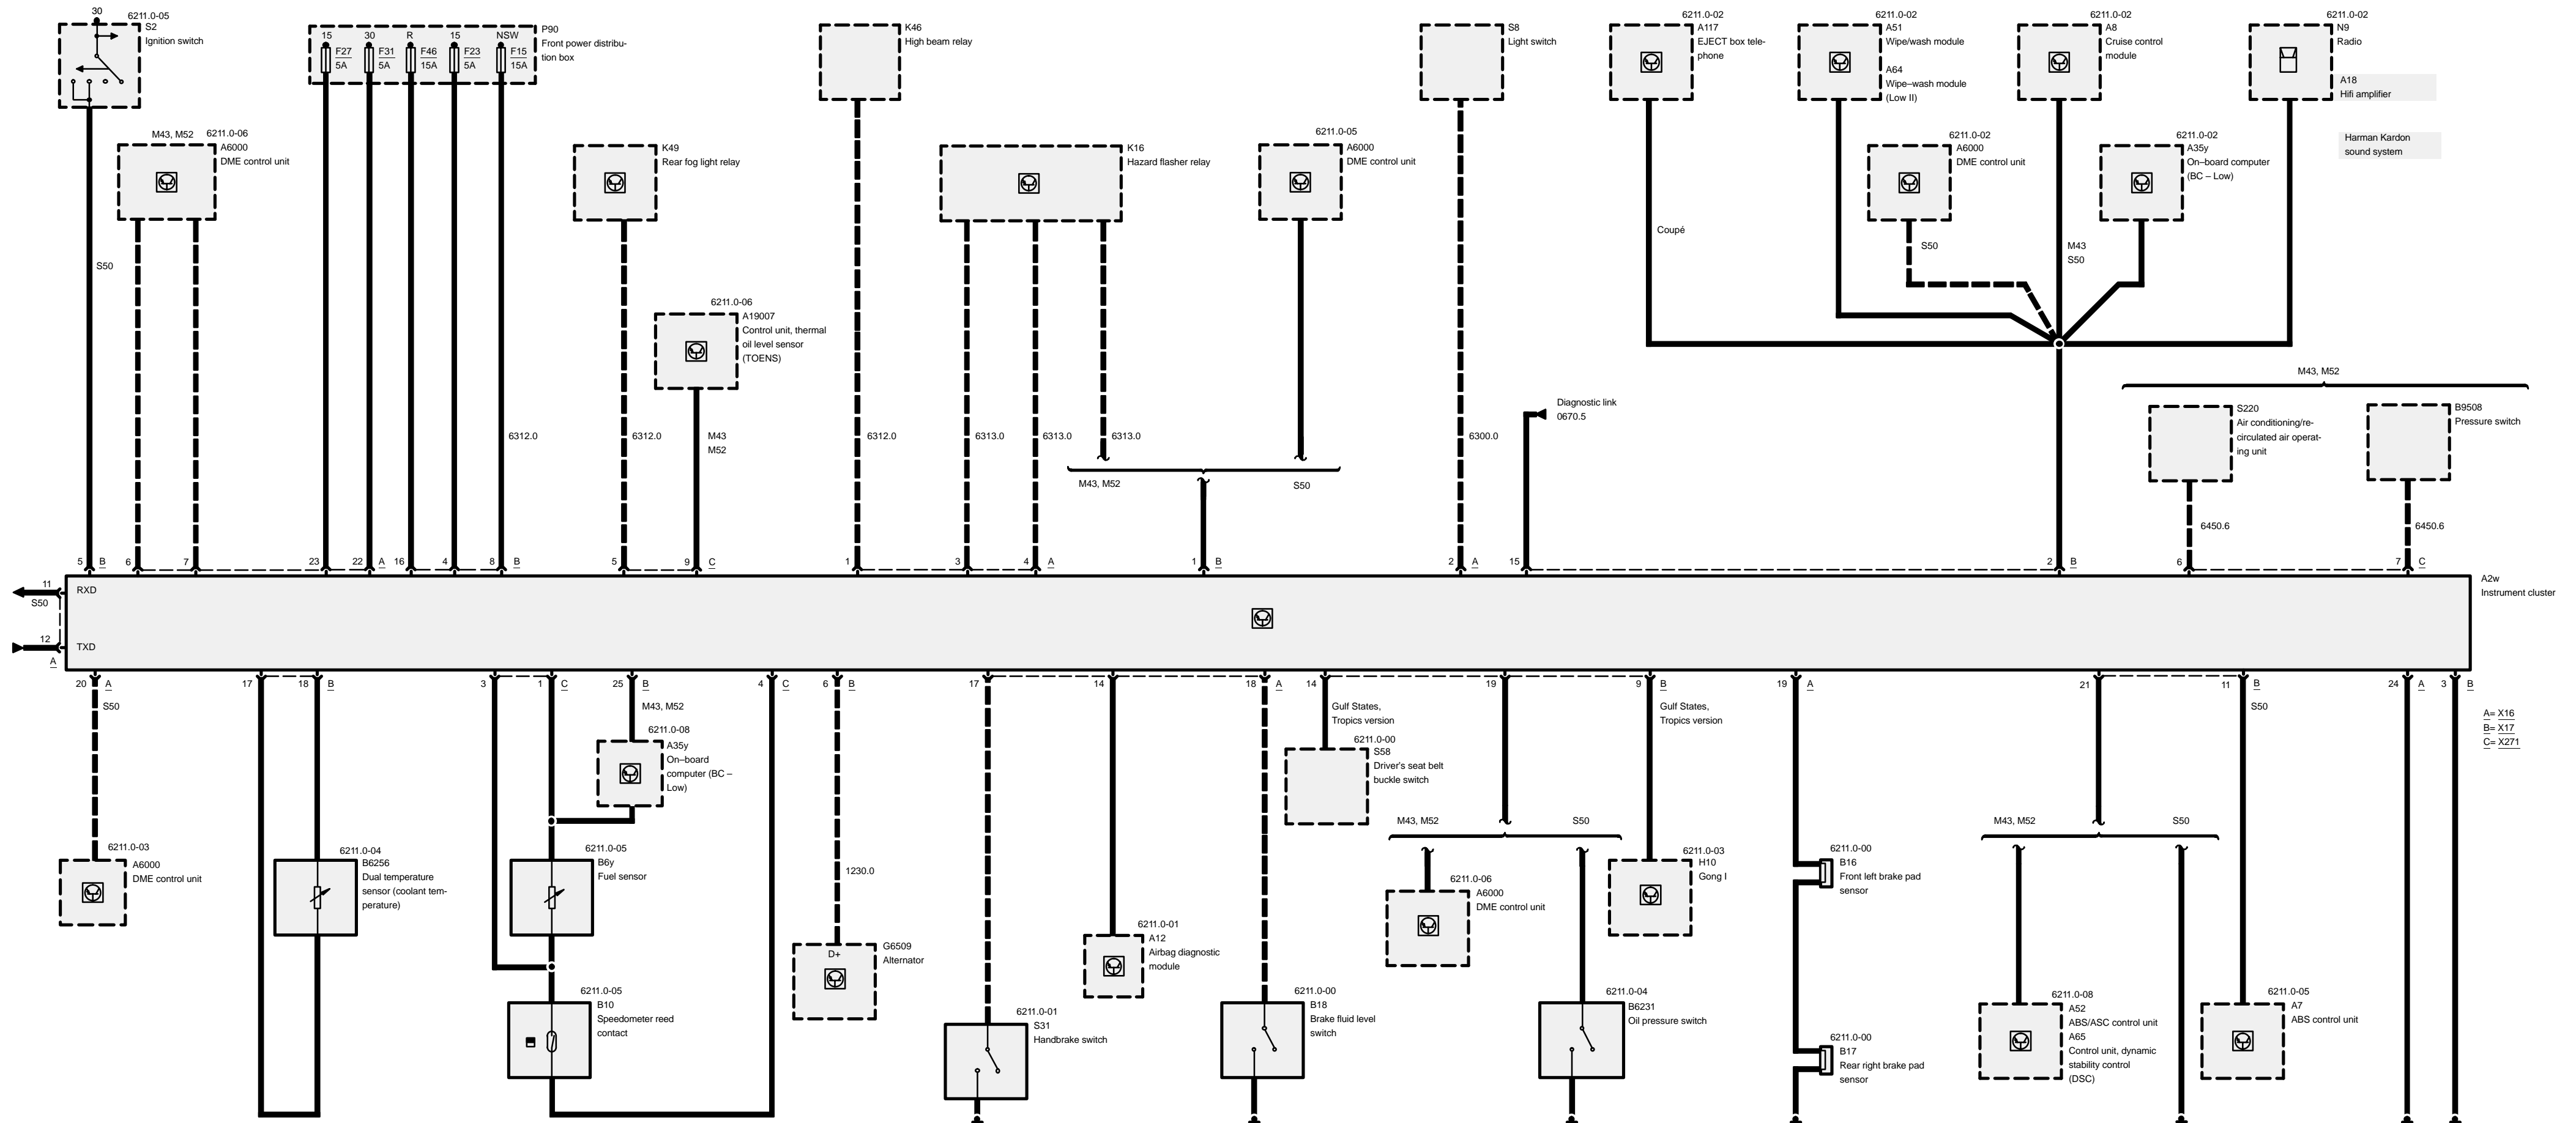 30
6211.0-05
S2
Ignition switch
15
30
R
15
NSW
F27
5A
F31
5A
F46
15A
F23
5A
F15
15A
P90
Front power distribu-
tion box
K46
High beam relay
S8
Light switch
6211.0-02
A117
EJECT box tele-
phone
6211.0-02
A51
Wipe/wash module
A64
Wipe–wash module
(Low II)
6211.0-02
A8
Cruise control
module
6211.0-02
N9
Radio
A18
Hifi amplifier
Harman Kardon
sound system
M43, M52
6211.0-06
A6000
DME control unit
K49
Rear fog light relay
K16
Hazard flasher relay
6211.0-05
A6000
DME control unit
6211.0-02
A6000
DME control unit
6211.0-02
A35y
On–board computer
(BC – Low)
S50
Coupé
S50
M43
S50
6211.0-06
A19007
Control unit, thermal
oil level sensor
(TOENS)
M43, M52
S220
Air conditioning/re-
circulated air operat-
ing unit
B9508
Pressure switch
Diagnostic link
0670.5
6312.0
6312.0
M43
M52
6312.0
6313.0
6313.0
6313.0
6300.0
M43, M52
S50
6450.6
6450.6
5
B
6
7
23
22
A
16
4
8
B
5
9
C
1
3
4
A
1
B
2
A
15
2
B
6
7
C
11
S50
RXD
12
TXD
A
A2w
Instrument cluster
20
A
17
18
B
3
1
C
25
B
4
C
6
B
17
14
18
A
14
19
9
B
19
A
21
11
B
24
A
3
B
S50
M43, M52
Gulf States,
Tropics version
Gulf States,
Tropics version
S50
A= X16
B= X17
C= X271
6211.0-08
A35y
On–board
computer (BC –
Low)
6211.0-00
S58
Driver's seat belt
buckle switch
M43, M52
S50
M43, M52
S50
6211.0-03
A6000
DME control unit
6211.0-04
B6256
Dual temperature
sensor (coolant tem-
perature)
6211.0-05
B6y
Fuel sensor
1230.0
6211.0-06
A6000
DME control unit
6211.0-03
H10
Gong I
6211.0-00
B16
Front left brake pad
sensor
D+
G6509
Alternator
6211.0-01
A12
Airbag diagnostic
module
6211.0-05
B10
Speedometer reed
contact
6211.0-01
S31
Handbrake switch
6211.0-00
B18
Brake fluid level
switch
6211.0-04
B6231
Oil pressure switch
6211.0-00
B17
Rear right brake pad
sensor
6211.0-08
A52
ABS/ASC control unit
A65
Control unit, dynamic
stability control
(DSC)
6211.0-05
A7
ABS control unit